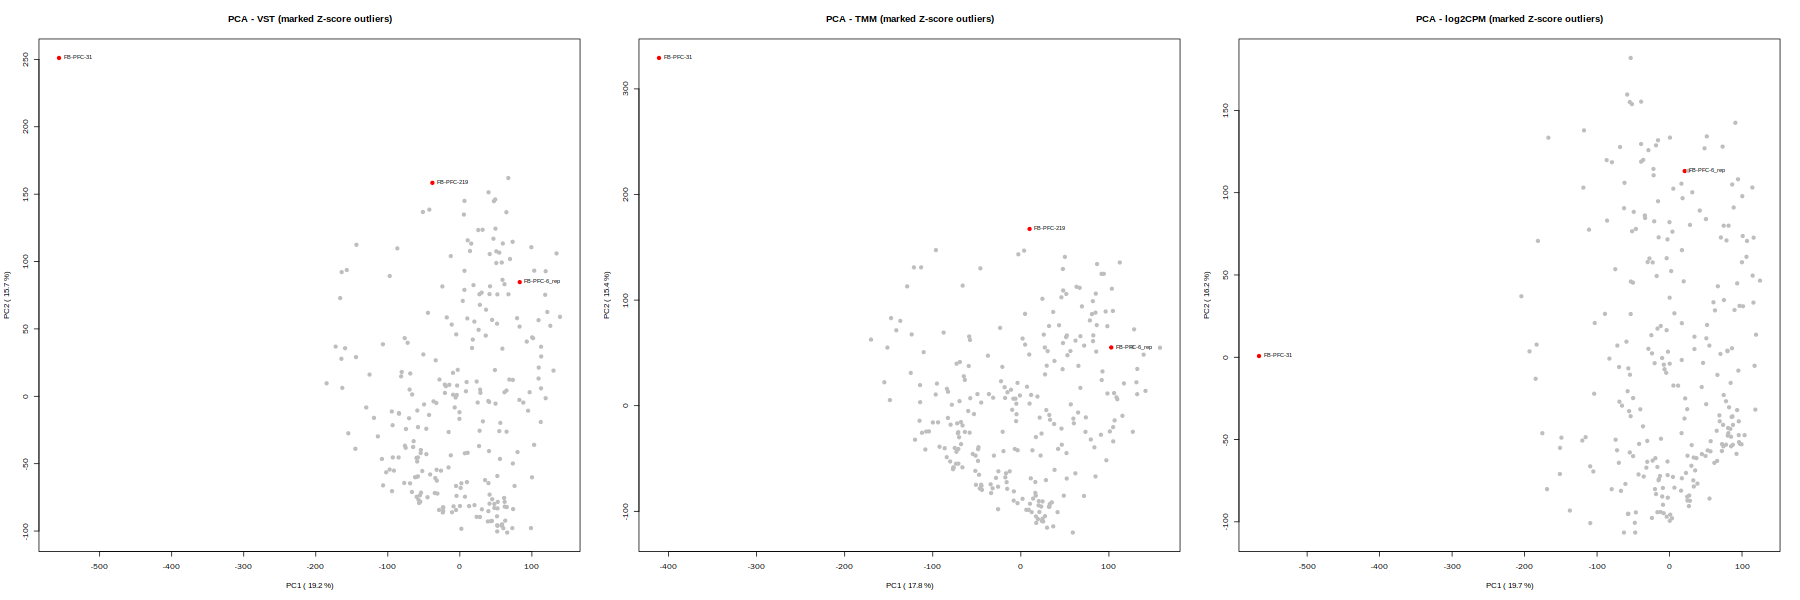 PCA - VST (marked Z-score outliers)
250
200
150
100
50
0
-50
-100
PC2 ( 15.7 %)
FB-PFC-31
FB-PFC-219
FB-PFC-6_rep
-500 -400 -300 -200 -100 0 100
PC1 ( 19.2 %)
PCA - TMM (marked Z-score outliers)
300
200
100
0
-100
PC2 ( 15.4 %)
FB-PFC-31
FB-PFC-219
FB-PFC-6_rep
-400 -300 -200 -100 0 100
PC1 ( 17.8 %)
PCA - log2CPM (marked Z-score outliers)
150
100
50
0
-50
-100
PC2 ( 16.2 %)
FB-PFC-6_rep
FB-PFC-31
-500 -400 -300 -200 -100 0 100
PC1 ( 19.7 %)